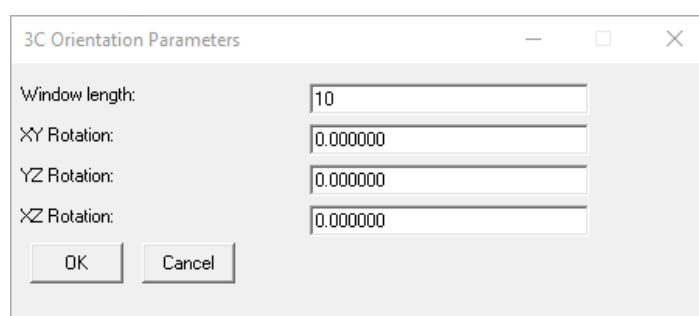 3C Orientation Parameters
Window length: 10
XY Rotation: 0.000000
YZ Rotation: 0.000000
XZ Rotation: 0.000000
OK Cancel